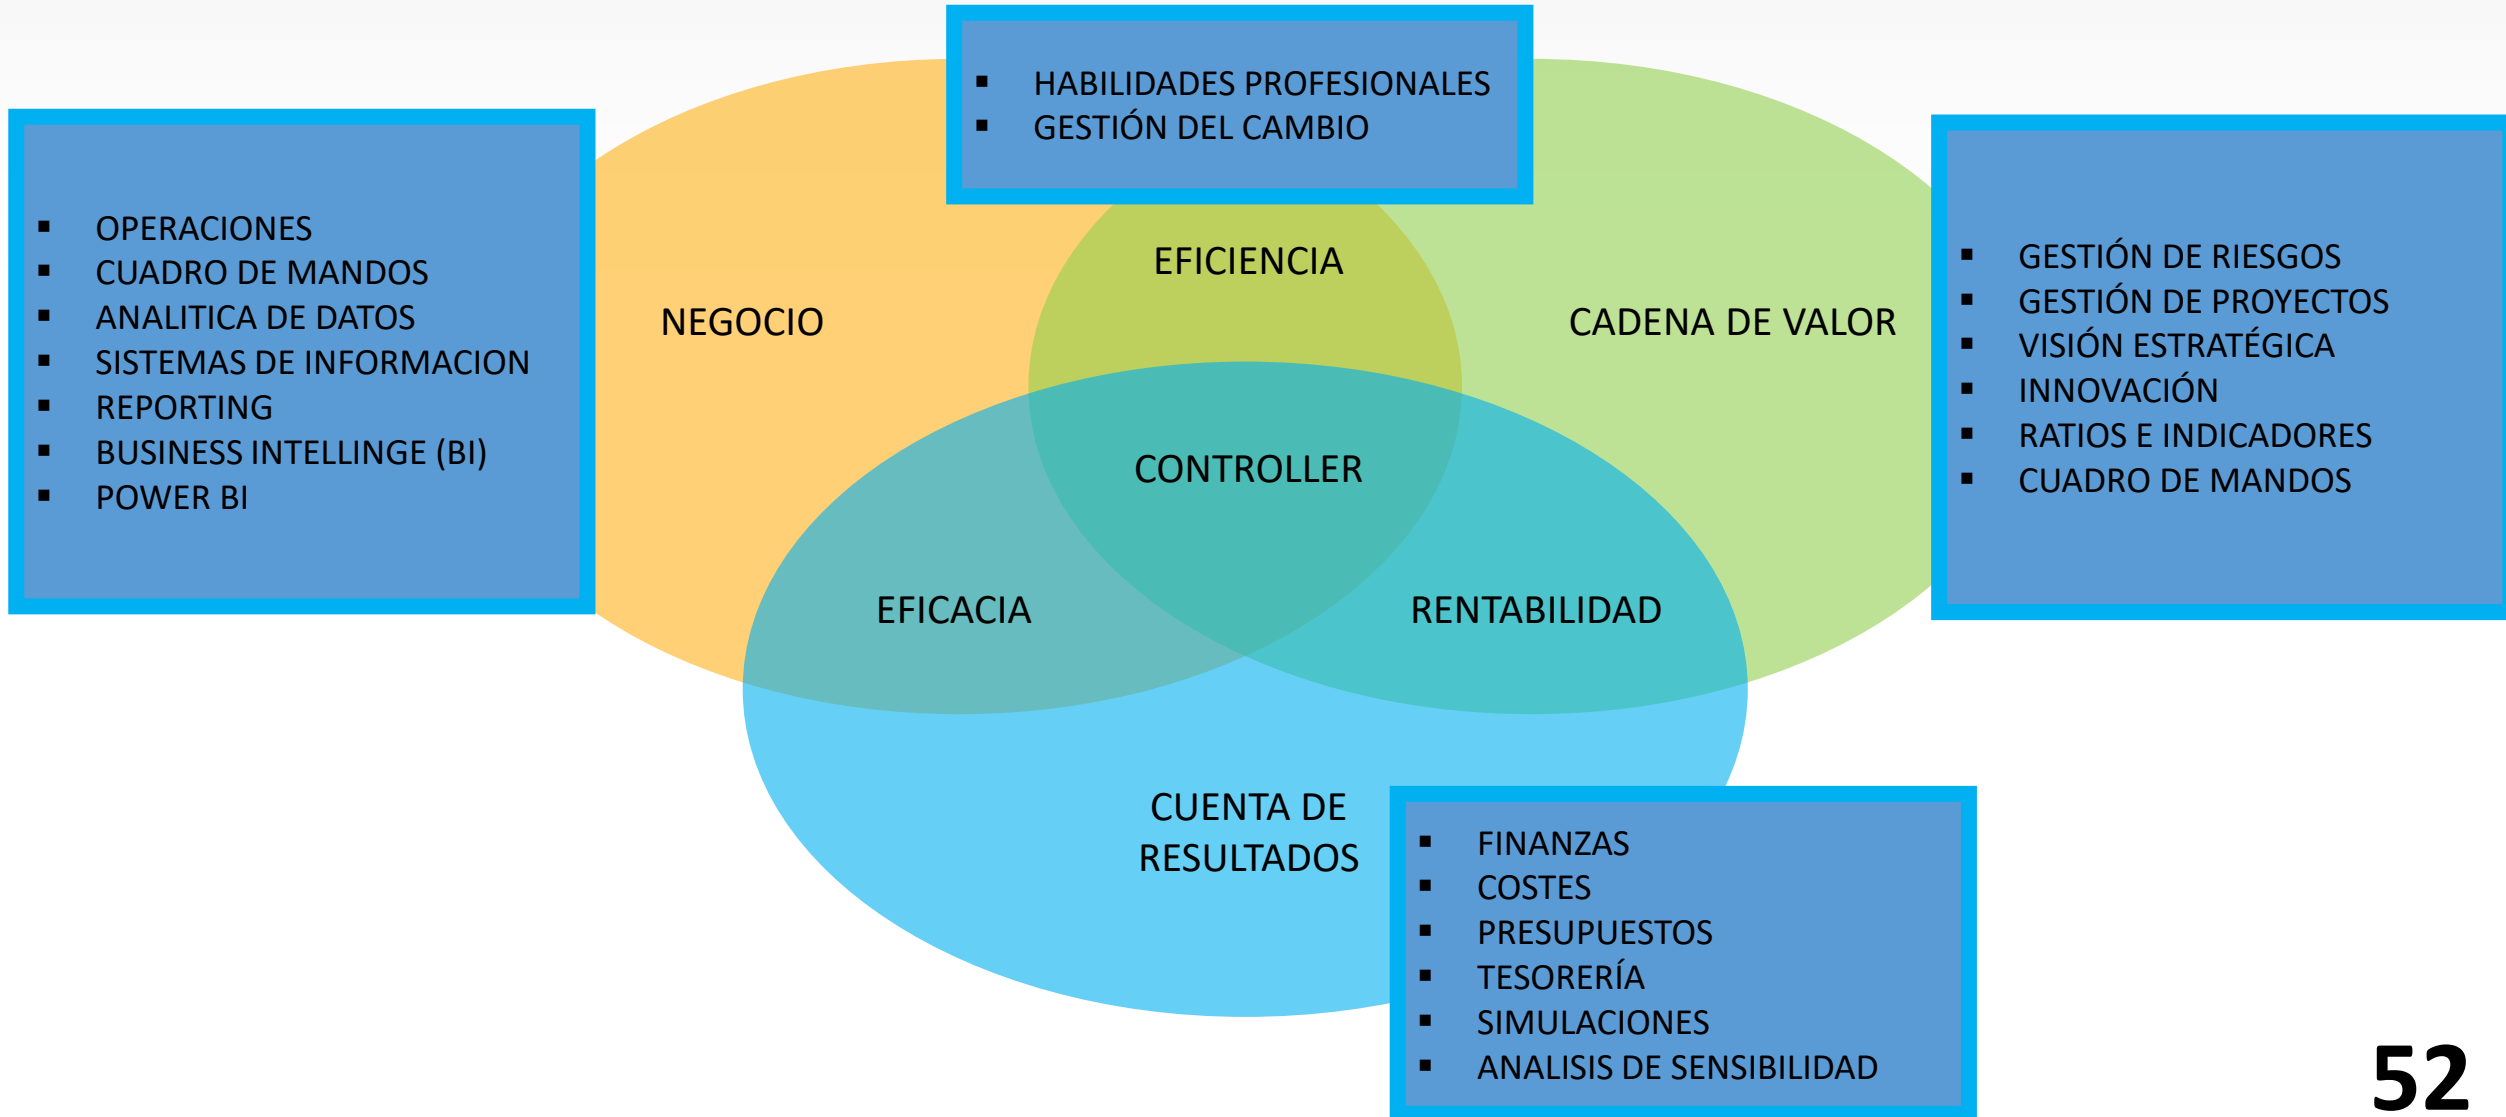 HABILIDADES PROFESIONALES
GESTIÓN DEL CAMBIO
OPERACIONES
CUADRO DE MANDOS
ANALITICA DE DATOS
SISTEMAS DE INFORMACION
REPORTING
BUSINESS INTELLINGE (BI)
POWER BI
NEGOCIO
EFICIENCIA
CADENA DE VALOR
GESTIÓN DE RIESGOS
GESTIÓN DE PROYECTOS
VISIÓN ESTRATÉGICA
INNOVACIÓN
RATIOS E INDICADORES
CUADRO DE MANDOS
CONTROLLER
EFICACIA
RENTABILIDAD
CUENTA DE
RESULTADOS
FINANZAS
COSTES
PRESUPUESTOS
TESORERÍA
SIMULACIONES
ANALISIS DE SENSIBILIDAD
52